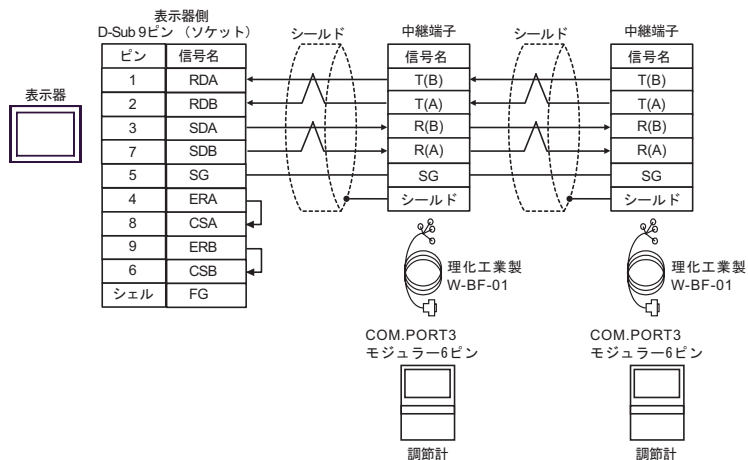 表示器側
D-Sub 9ピン （ソケット）
ピン 信号名
1 RDA
2 RDB
3 SDA
7 SDB
5 SG
4 ERA
8 CSA
9 ERB
6 CSB
シェル FG
表示器
シールド
中継端子
信号名
T(B)
T(A)
R(B)
R(A)
SG
シールド
シールド
中継端子
信号名
T(B)
T(A)
R(B)
R(A)
SG
シールド
理化工業製
W-BF-01
理化工業製
W-BF-01
COM.PORT3
モジュラー6ピン
COM.PORT3
モジュラー6ピン
調節計
調節計